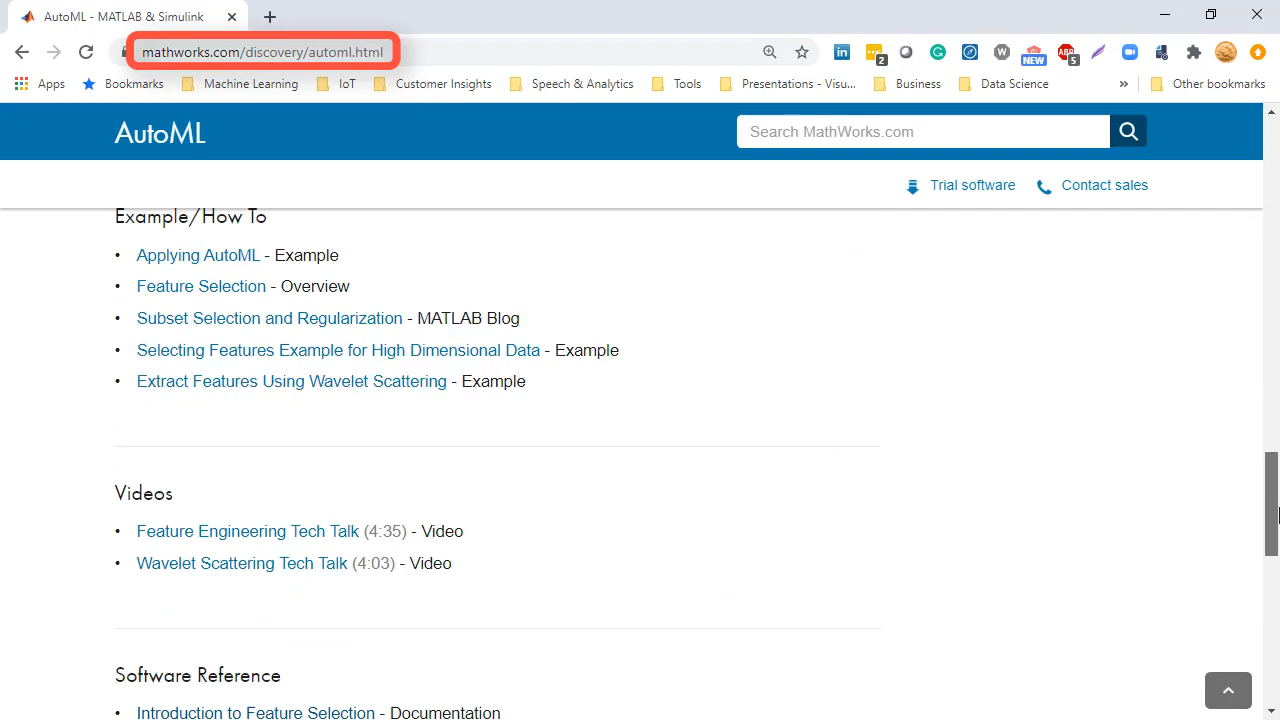 AutoML - MATLAB & Simulink
mathworks.com/discovery/automl.html
2
W
NEW
ABP
5
Apps
Bookmarks
Machine Learning
IoT
Customer Insights
Speech & Analytics
Tools
Presentations - Visu...
Business
Data Science
»
Other bookmarks
AutoML
Search MathWorks.com
Trial software
Contact sales
Example/How To
• Applying AutoML - Example
• Feature Selection - Overview
• Subset Selection and Regularization - MATLAB Blog
• Selecting Features Example for High Dimensional Data - Example
• Extract Features Using Wavelet Scattering - Example
Videos
• Feature Engineering Tech Talk (4:35) - Video
• Wavelet Scattering Tech Talk (4:03) - Video
Software Reference
• Introduction to Feature Selection - Documentation